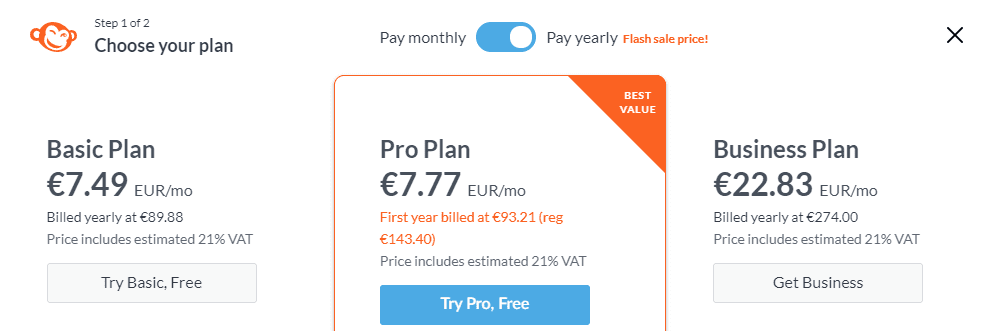 Step 1 of 2
Choose your plan
Pay monthly
Pay yearly Flash sale price!
BEST
VALUE
Basic Plan
€7.49 EUR/mo
Billed yearly at €89.88
Price includes estimated 21% VAT
Try Basic, Free
Pro Plan
€7.77 EUR/mo
First year billed at €93.21 (reg
€143.40)
Price includes estimated 21% VAT
Try Pro, Free
Business Plan
€22.83 EUR/mo
Billed yearly at €274.00
Price includes estimated 21% VAT
Get Business